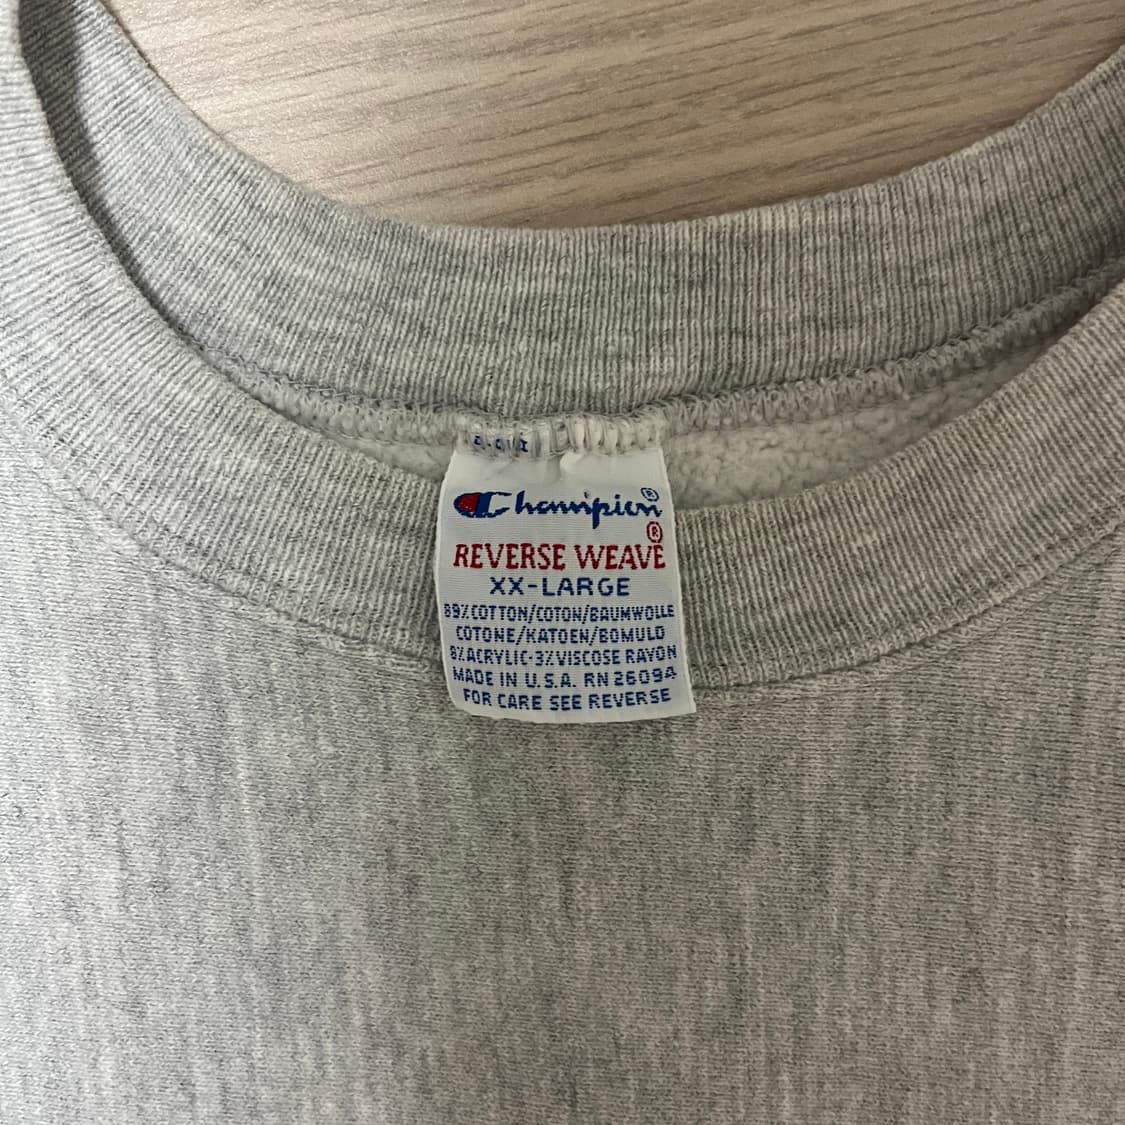 Champion®
®
REVERSE WEAVE
XX-LARGE
89%COTTON/COTON/BAUMWOLLE
COTONE/KATOEN/BOMULD
8%ACRYLIC-3%VISCOSE RAYON
MADE IN U.S.A. RN 26094
FOR CARE SEE REVERSE